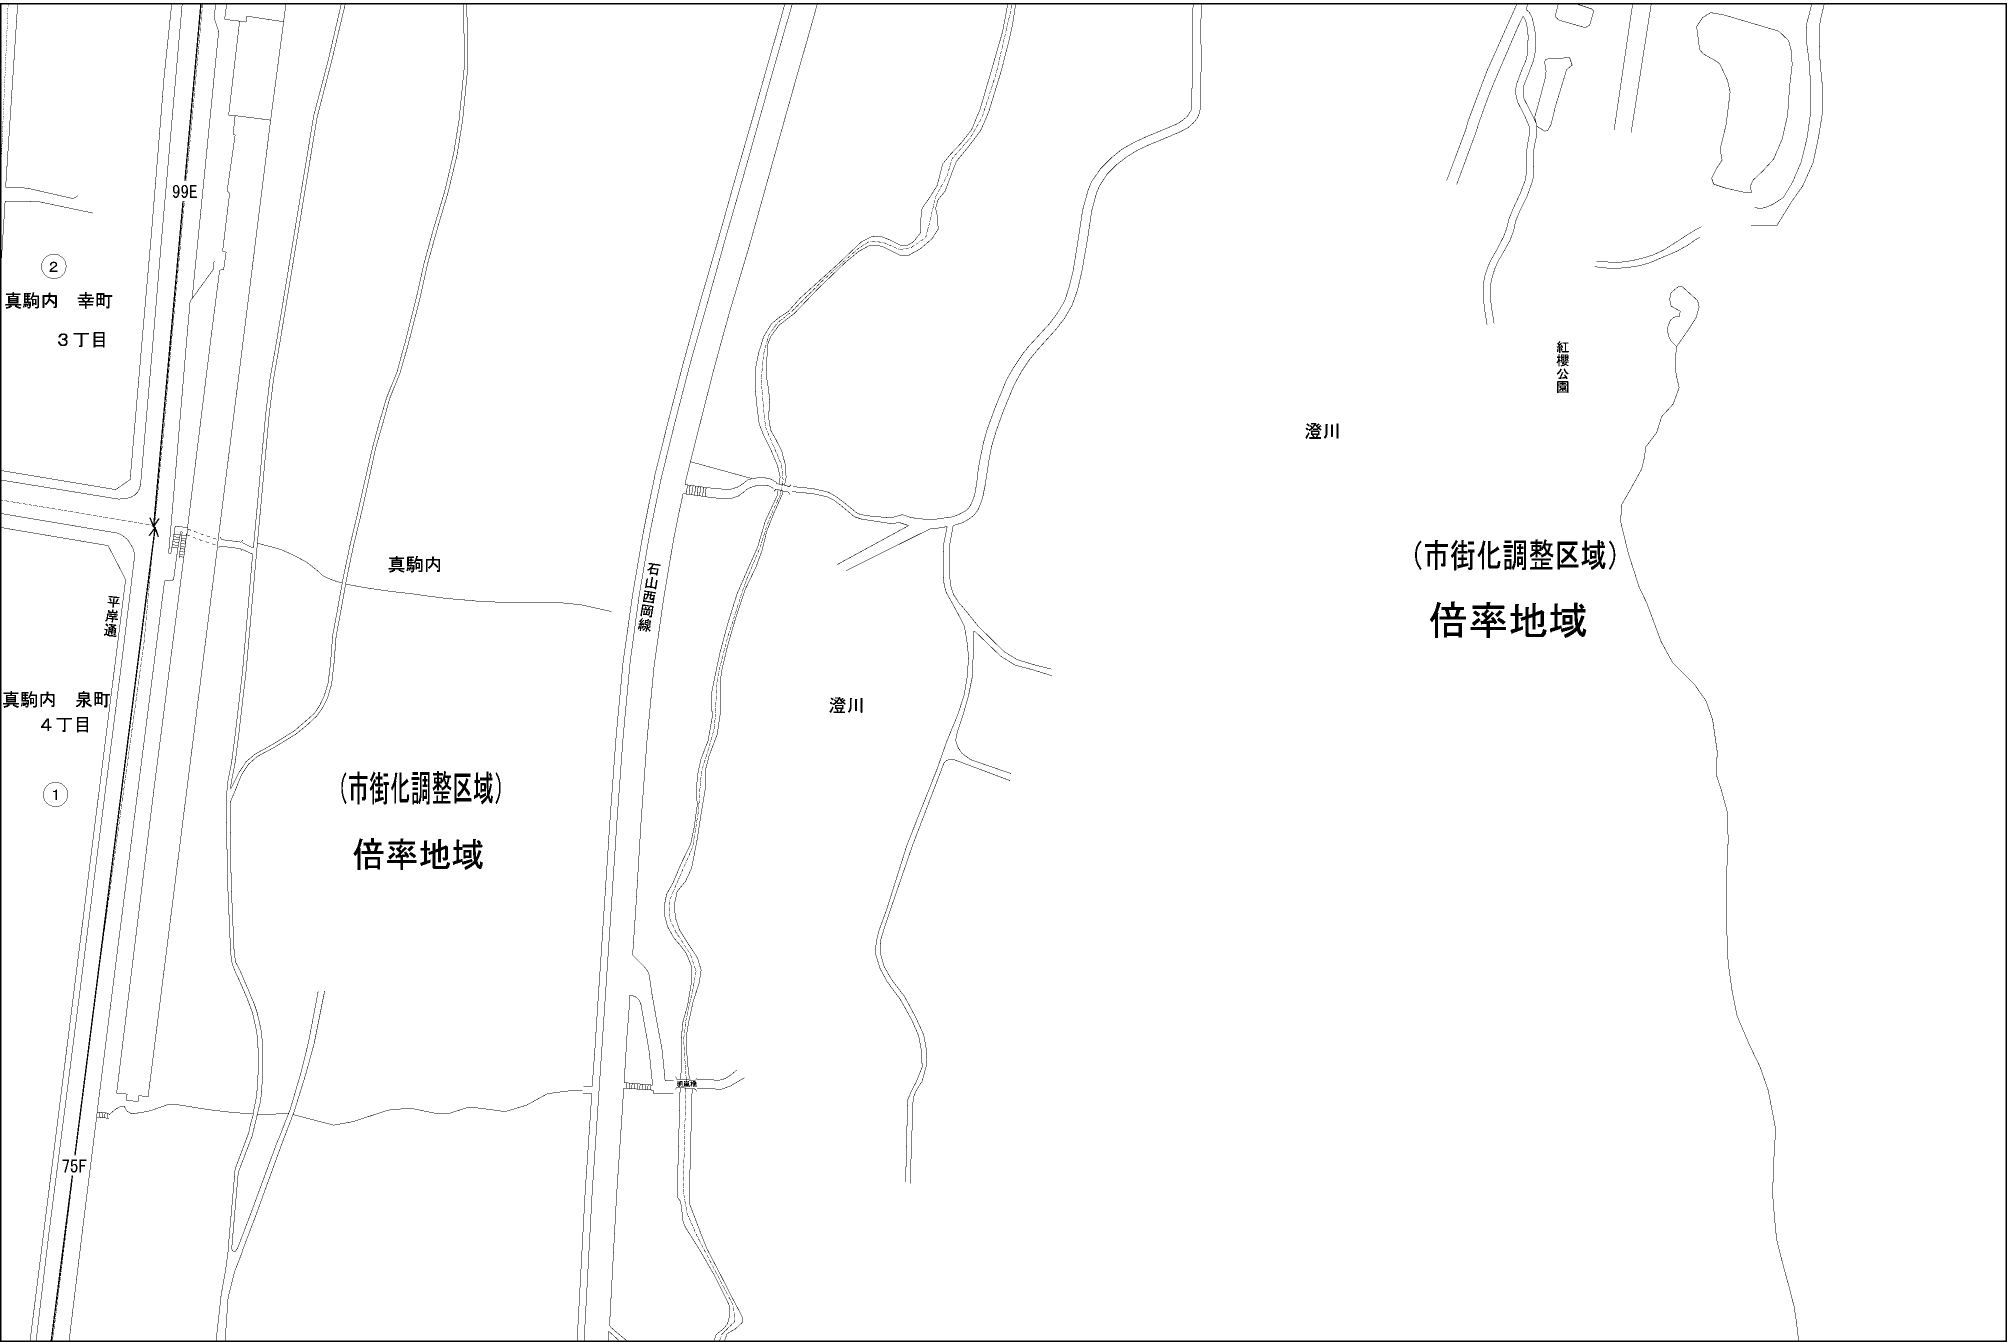 99E
2
真駒内　幸町
３丁目
紅櫻公園
澄川
（市街化調整区域）
倍率地域
真駒内
石山西岡線
平岸通
真駒内　泉町
４丁目
澄川
1
（市街化調整区域）
倍率地域
75F